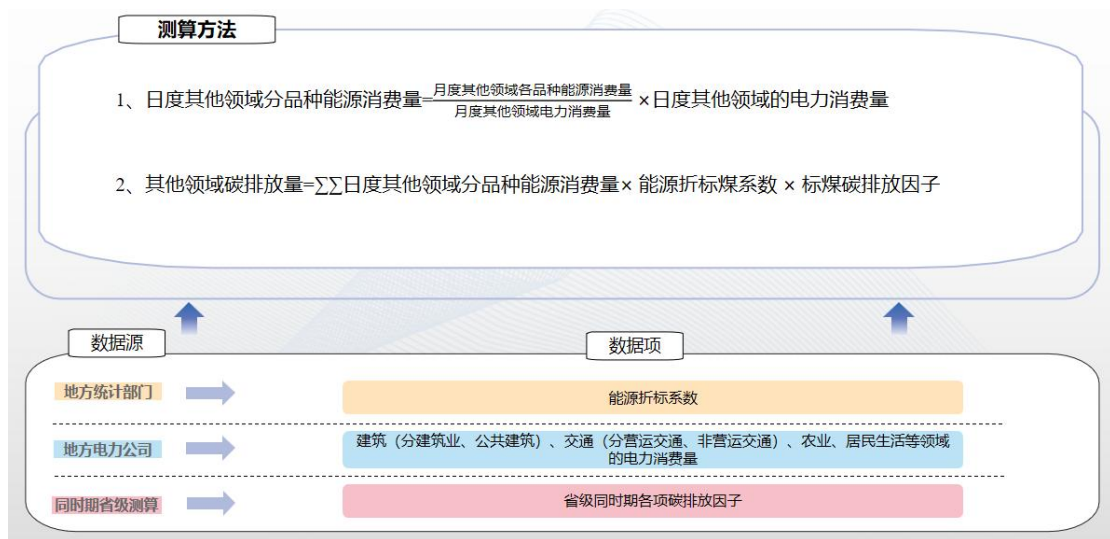 测算方法
1、日度其他领域分品种能源消费量=月度其他领域各品种能源消费量/月度其他领域电力消费量 ×日度其他领域的电力消费量
2、其他领域碳排放量=∑∑日度其他领域分品种能源消费量× 能源折标煤系数 × 标煤碳排放因子
数据源
数据项
地方统计部门
能源折标系数
地方电力公司
建筑（分建筑业、公共建筑）、交通（分营运交通、非营运交通）、农业、居民生活等领域
的电力消费量
同时期省级测算
省级同时期各项碳排放因子